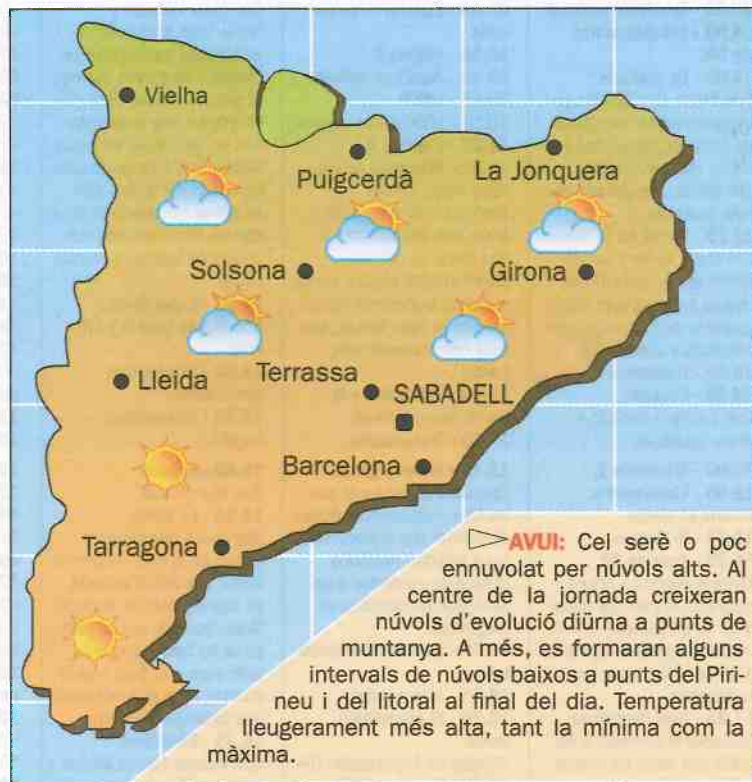 Vielha
Puigcerdà
La Jonquera
Solsona
Girona
Lleida
Terrassa
SABADELL
Barcelona
Tarragona
AVUI: Cel serè o poc
ennuvolat per núvols alts. Al
centre de la jornada creixeran
núvols d'evolució diürna a punts de
muntanya. A més, es formaran alguns
intervals de núvols baixos a punts del Piri-
neu i del litoral al final del dia. Temperatura
lleugerament més alta, tant la mínima com la
màxima.